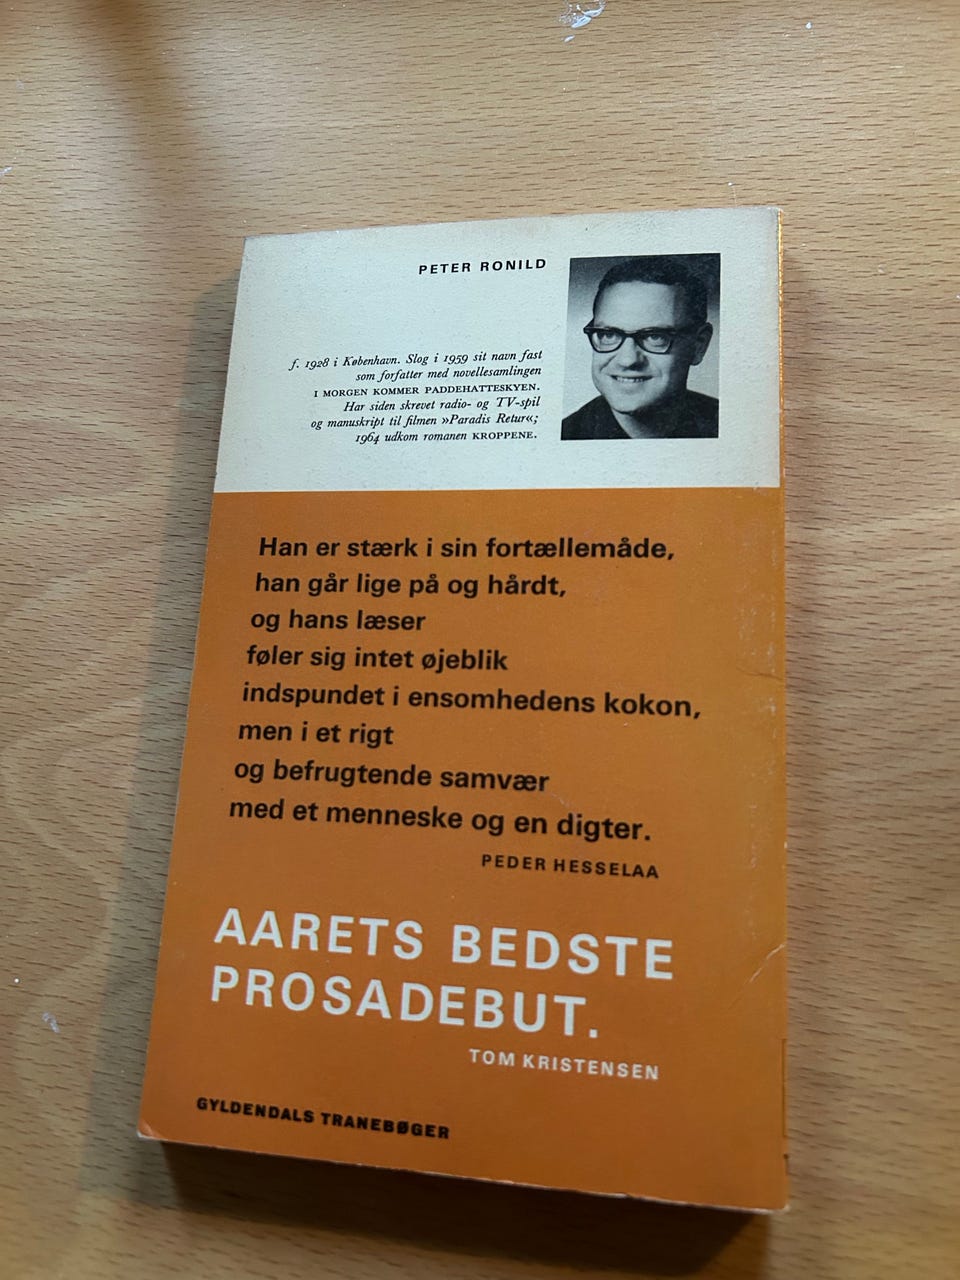 PETER RONILD
f. 1928 i København. Slog i 1959 sit navn fast
som forfatter med novellesamlingen
I MORGEN KOMMER PADDEHATTESKYEN.
Har siden skrevet radio- og TV-spil
og manuskript til filmen »Paradis Retur«;
1964 udkom romanen KROPPENE.
Han er stærk i sin fortællemåde,
han går lige på og hårdt,
og hans læser
føler sig intet øjeblik
indspundet i ensomhedens kokon,
men i et rigt
og befrugtende samvær
med et menneske og en digter.
PEDER HESSELAA
AARETS BEDSTE
PROSADEBUT.
TOM KRISTENSEN
GYLDENDALS TRANEBØGER